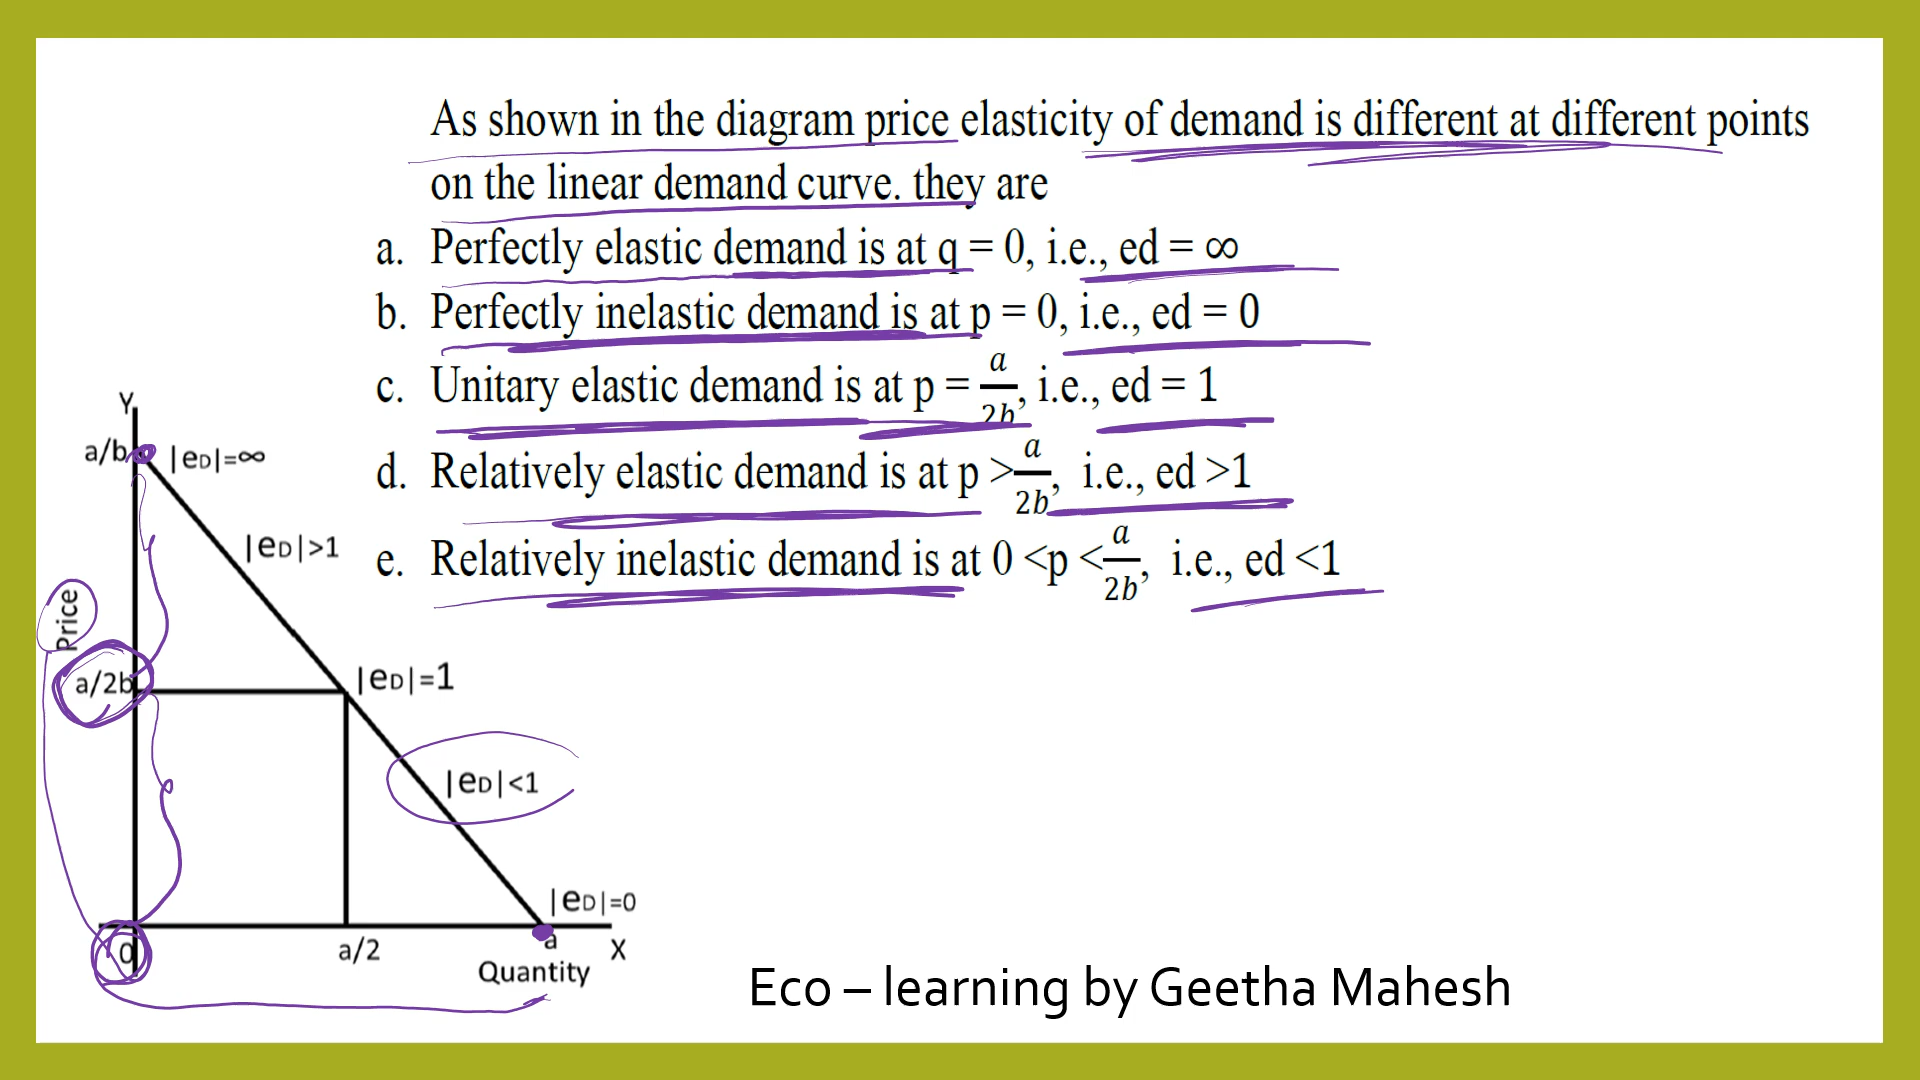 As shown in the diagram price elasticity of demand is different at different points
on the linear demand curve. they are
a. Perfectly elastic demand is at q = 0, i.e., ed = ∞
b. Perfectly inelastic demand is at p = 0, i.e., ed = 0
c. Unitary elastic demand is at p = a/2b, i.e., ed = 1
d. Relatively elastic demand is at p > a/2b, i.e., ed >1
e. Relatively inelastic demand is at 0 <p < a/2b, i.e., ed <1
Y
a/b |eD|=∞
|eD|>1
Price
a/2b |eD|=1
|eD|<1
|eD|=0
0 a/2 a X
Quantity
Eco – learning by Geetha Mahesh